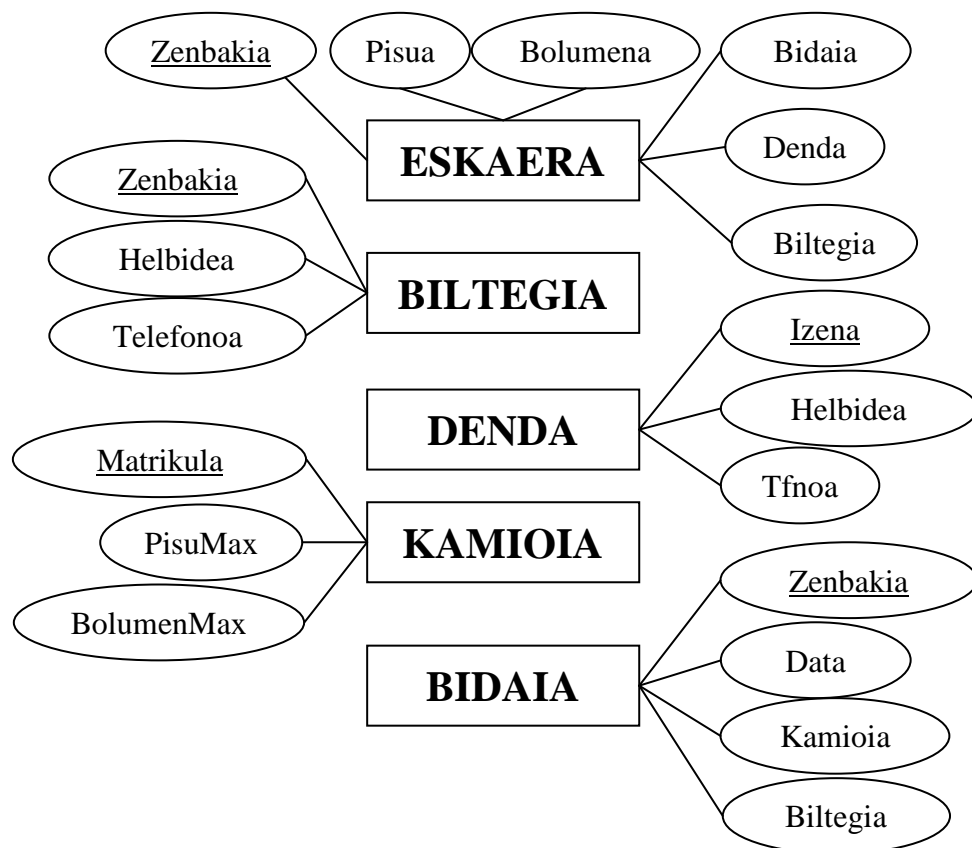 Zenbakia
Pisua
Bolumena
Bidaia
ESKAERA
Denda
Zenbakia
Biltegia
Helbidea
BILTEGIA
Telefonoa
Izena
DENDA
Helbidea
Matrikula
Tfnoa
PisuMax
KAMIOIA
Zenbakia
BolumenMax
Data
BIDAIA
Kamioia
Biltegia